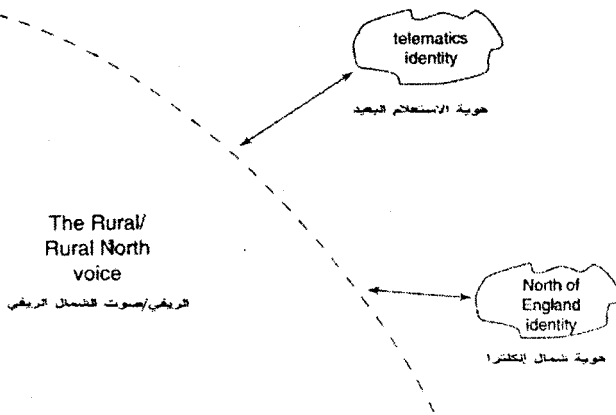 telematics
identity
هوية الاستعلام البعيد
The Rural/
Rural North
voice
الريفي/صوت الشمال الريفي
North of
England
identity
هوية شمال إنكلترا